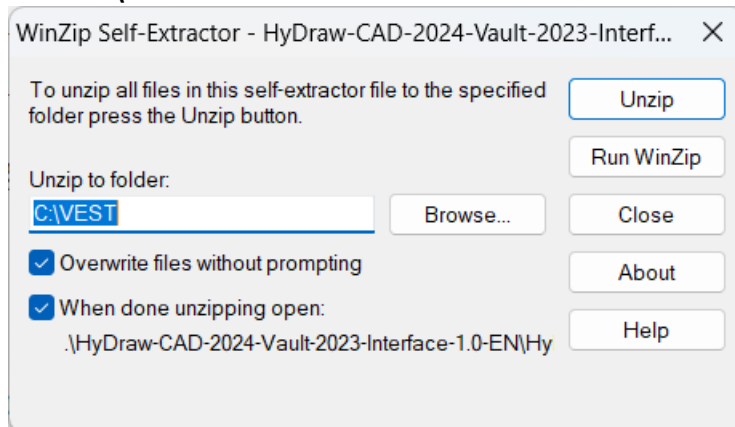 WinZip Self-Extractor - HyDraw-CAD-2024-Vault-2023-Interf...
To unzip all files in this self-extractor file to the specified
folder press the Unzip button.
Unzip
Run WinZip
Unzip to folder:
C:\VEST
Browse...
Close
Overwrite files without prompting
About
When done unzipping open:
.\HyDraw-CAD-2024-Vault-2023-Interface-1.0-EN\Hy
Help